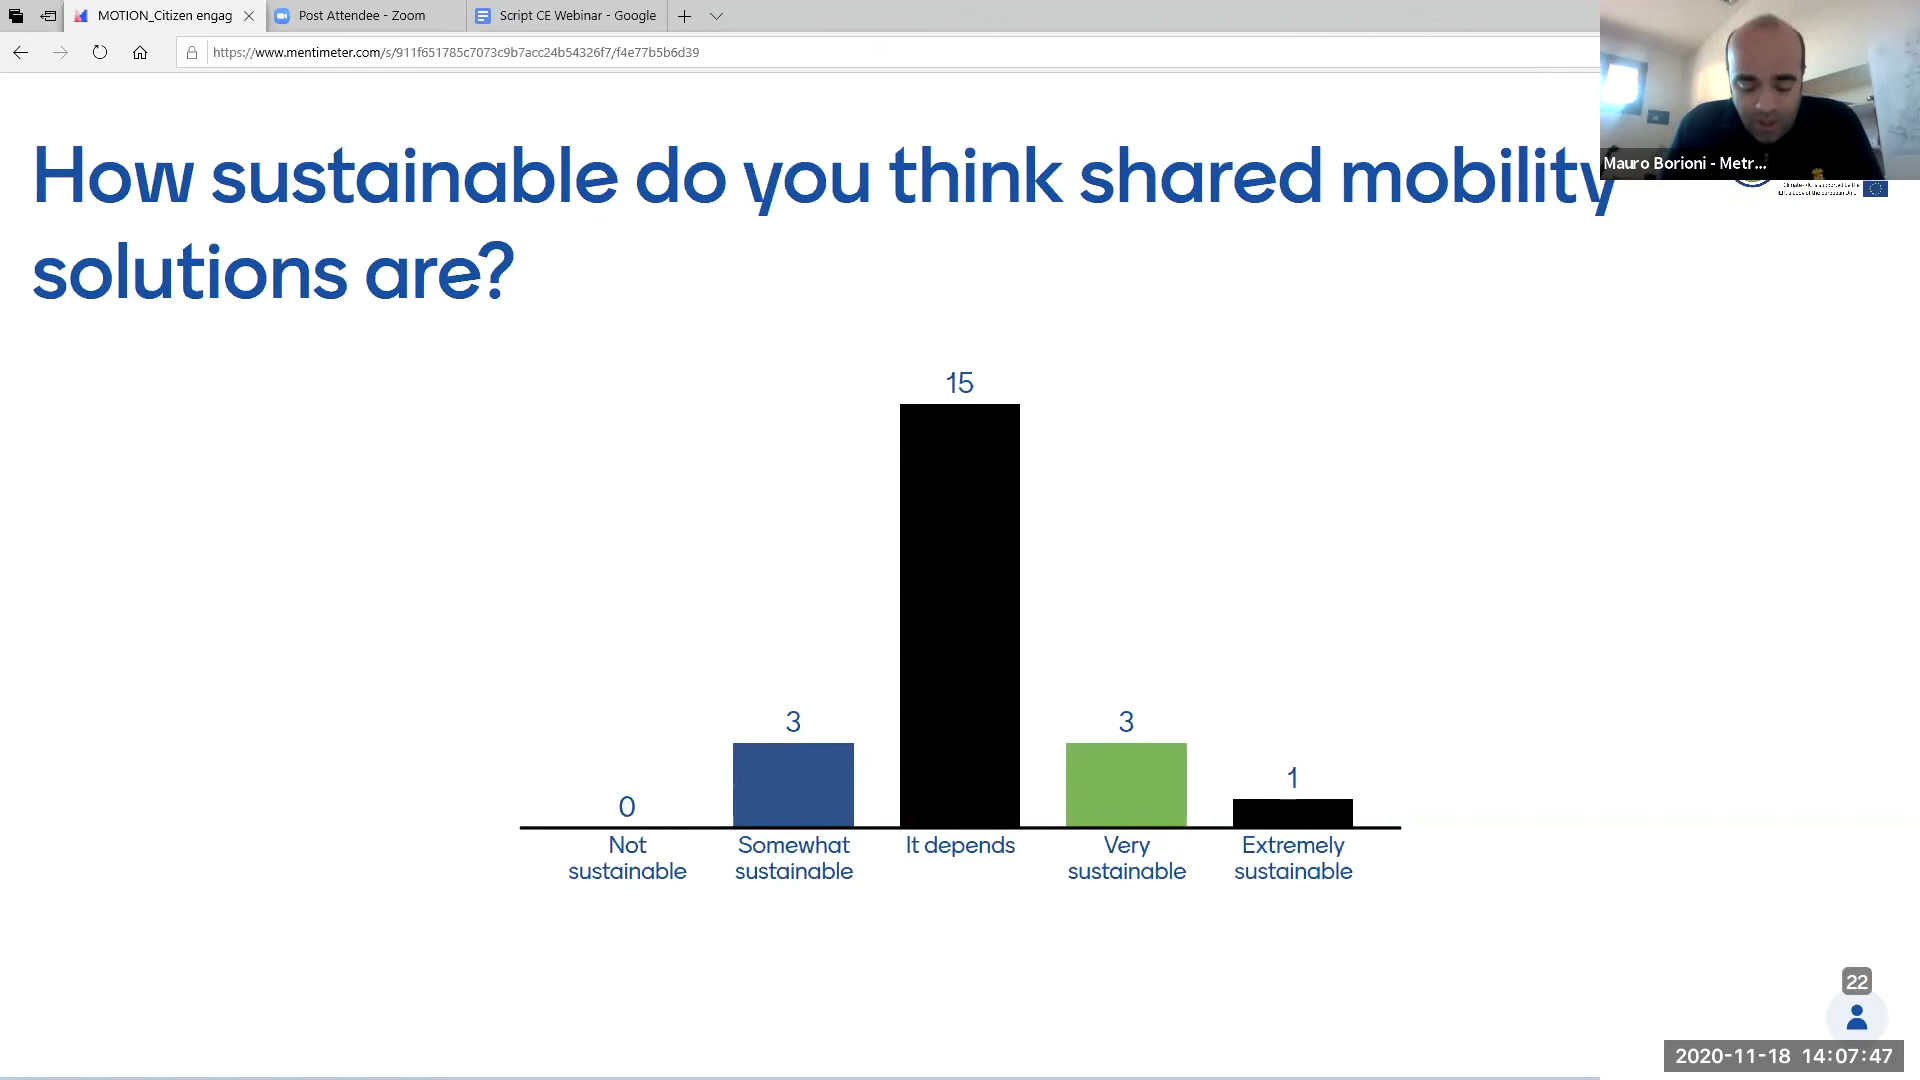 MOTION_Citizen engag
Post Attendee - Zoom
Script CE Webinar - Google
https://www.mentimeter.com/s/911f651785c7073c9b7acc24b54326f7/f4e77b5b6d39
Mauro Borioni - Metr...
How sustainable do you think shared mobility
solutions are?
15
3
3
1
0
Not
sustainable
Somewhat
sustainable
It depends
Very
sustainable
Extremely
sustainable
22
2020-11-18 14:07:47